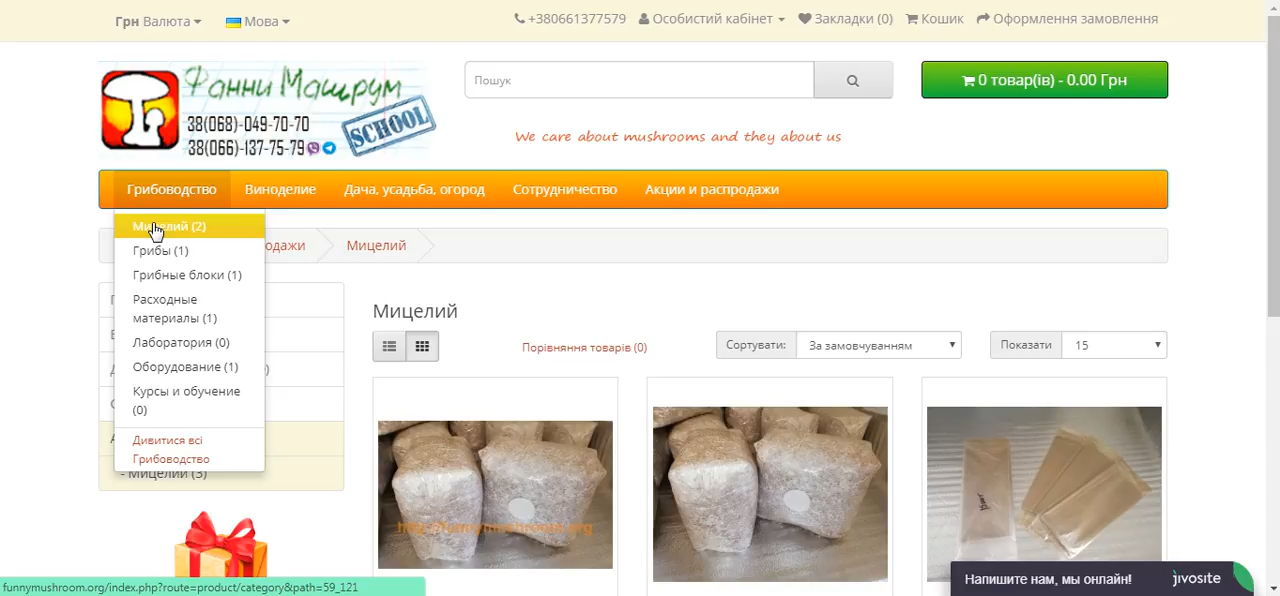 Грн Валюта
Мова
+380661377579
Особистий кабінет
Закладки (0)
Кошик
Оформлення замовлення
Фанни Машрум
38(068)-049-70-70
38(066)-137-75-79
SCHOOL
Пошук
0 товар(ів) - 0.00 Грн
We care about mushrooms and they about us
Грибоводство
Виноделие
Дача, усадьба, огород
Сотрудничество
Акции и распродажи
Мицелий (2)
Грибы (1)
Грибные блоки (1)
Расходные
материалы (1)
Лаборатория (0)
Оборудование (1)
Курсы и обучение
(0)
Дивитися всі
Грибоводство
Мицелий
- Мицелий (3)
Мицелий
Порівняння товарів (0)
Сортувати:
За замовчуванням
Показати
15
http://funnymushroom.org
Напишите нам, мы онлайн!
jivosite
funnymushroom.org/index.php?route=product/category&path=59_121